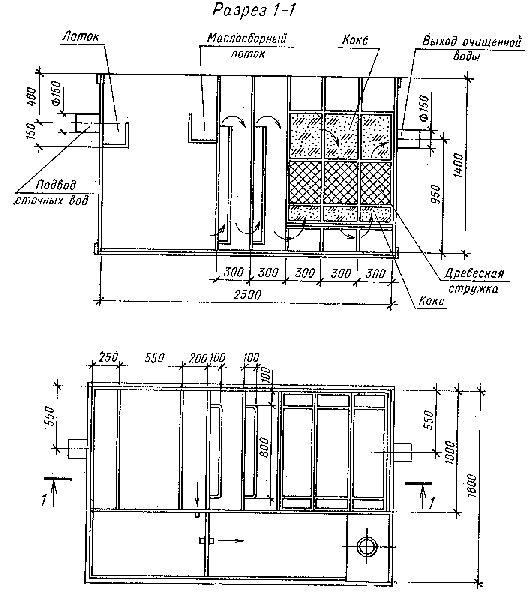 Разрез 1-1
Лоток
Маслосборный
лоток
Кокс
Выход очищенной
воды
400
Ф150
150
Ф150
1400
950
Подвод
сточных вод
300 300 300 300 300
2500
Древесная
стружка
Кокс
250 550 200 100 100
100
550
800
550
1000
1600
1
1